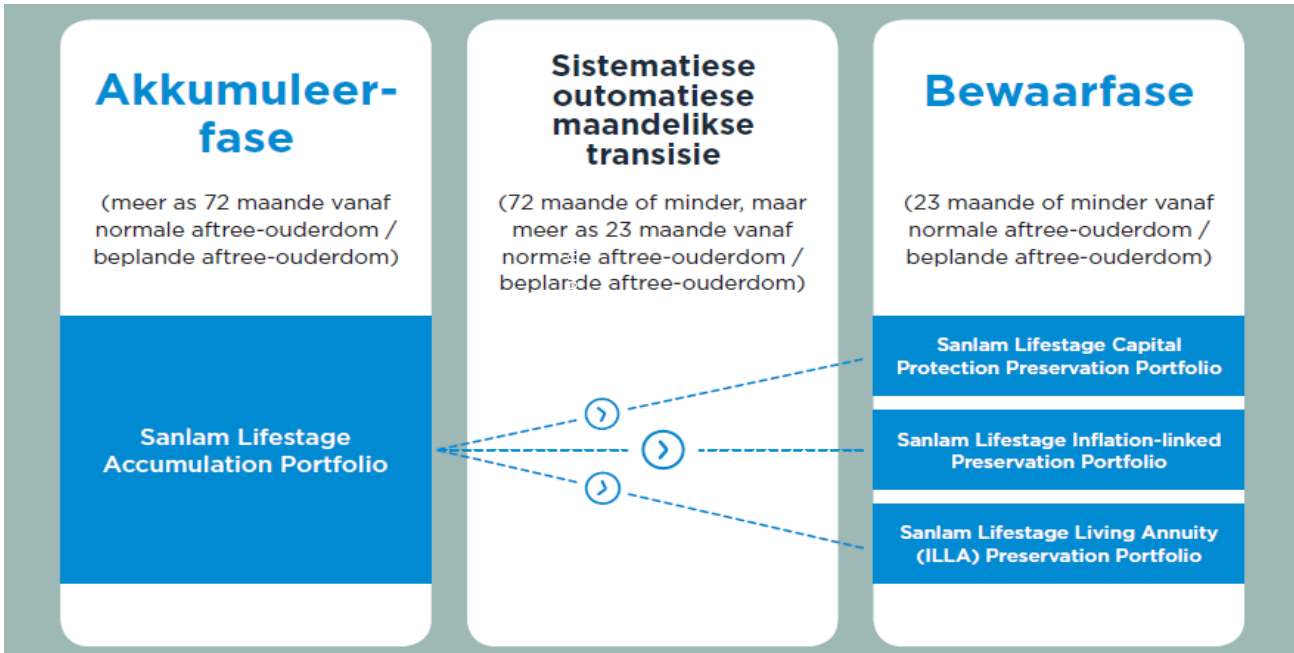 Akkumuleer-
fase
(meer as 72 maande vanaf
normale aftree-ouderdom /
beplande aftree-ouderdom)
Sanlam Lifestage
Accumulation Portfolio
Sistematiese
outomatiese
maandelikse
transisie
(72 maande of minder, maar
meer as 23 maande vanaf
normale aftree-ouderdom /
beplande aftree-ouderdom)
Bewaarfase
(23 maande of minder vanaf
normale aftree-ouderdom /
beplande aftree-ouderdom)
Sanlam Lifestage Capital
Protection Preservation Portfolio
Sanlam Lifestage Inflation-linked
Preservation Portfolio
Sanlam Lifestage Living Annuity
(ILLA) Preservation Portfolio